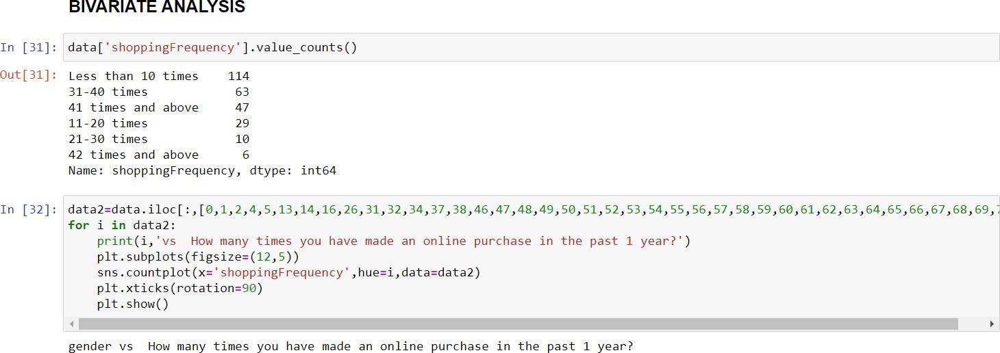 BIVARIATE ANALYSIS
In [31]: data['shoppingFrequency'].value_counts()
Out[31]: Less than 10 times 114
31-40 times 63
41 times and above 47
11-20 times 29
21-30 times 10
42 times and above 6
Name: shoppingFrequency, dtype: int64
In [32]: data2=data.iloc[:,[0,1,2,4,5,13,14,16,26,31,32,34,37,38,46,47,48,49,50,51,52,53,54,55,56,57,58,59,60,61,62,63,64,65,66,67,68,69,
for i in data2:
print(i,'vs  How many times you have made an online purchase in the past 1 year?')
plt.subplots(figsize=(12,5))
sns.countplot(x='shoppingFrequency',hue=i,data=data2)
plt.xticks(rotation=90)
plt.show()
gender vs  How many times you have made an online purchase in the past 1 year?